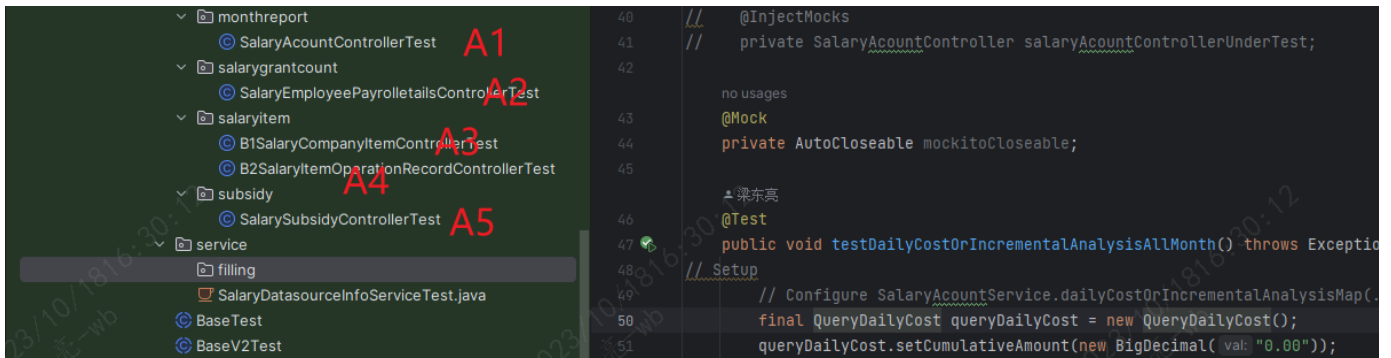 monthreport
SalaryAcountControllerTest
A1
salarygrantcount
SalaryEmployeePayrolletailsControllerTest
A2
salaryitem
B1SalaryCompanyItemControllerTest
A3
B2SalaryItemOperationRecordControllerTest
A4
subsidy
SalarySubsidyControllerTest
A5
service
filling
SalaryDatasourceInfoServiceTest.java
BaseTest
BaseV2Test
40 // @InjectMocks
41 // private SalaryAcountController salaryAcountControllerUnderTest;
42
no usages
43 @Mock
44 private AutoCloseable mockitoCloseable;
45
梁东亮
46 @Test
47 public void testDailyCostOrIncrementalAnalysisAllMonth() throws Exception
48 // Setup
49 // Configure SalaryAcountService.dailyCostOrIncrementalAnalysisMap(.
50 final QueryDailyCost queryDailyCost = new QueryDailyCost();
51 queryDailyCost.setCumulativeAmount(new BigDecimal( val: "0.00"));